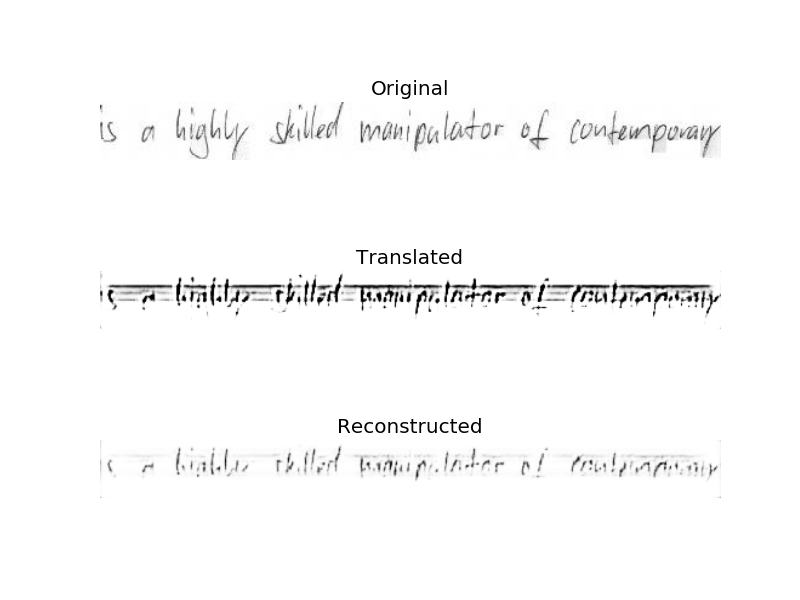 Original
is a highly skilled manipulator of contemporary
Translated
is a highly skilled manipulator of contemporary
Reconstructed
is a highly skilled manipulator of contemporary